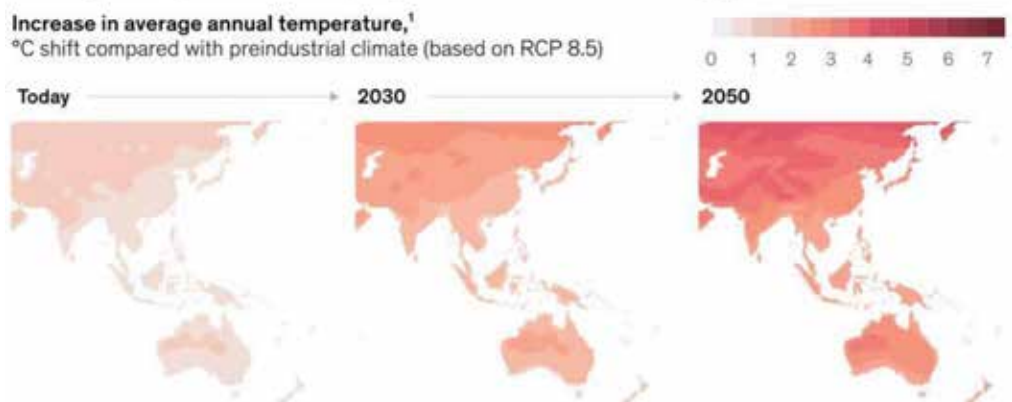 Increase in average annual temperature,¹
°C shift compared with preindustrial climate (based on RCP 8.5)
0 1 2 3 4 5 6 7
Today 2030 2050